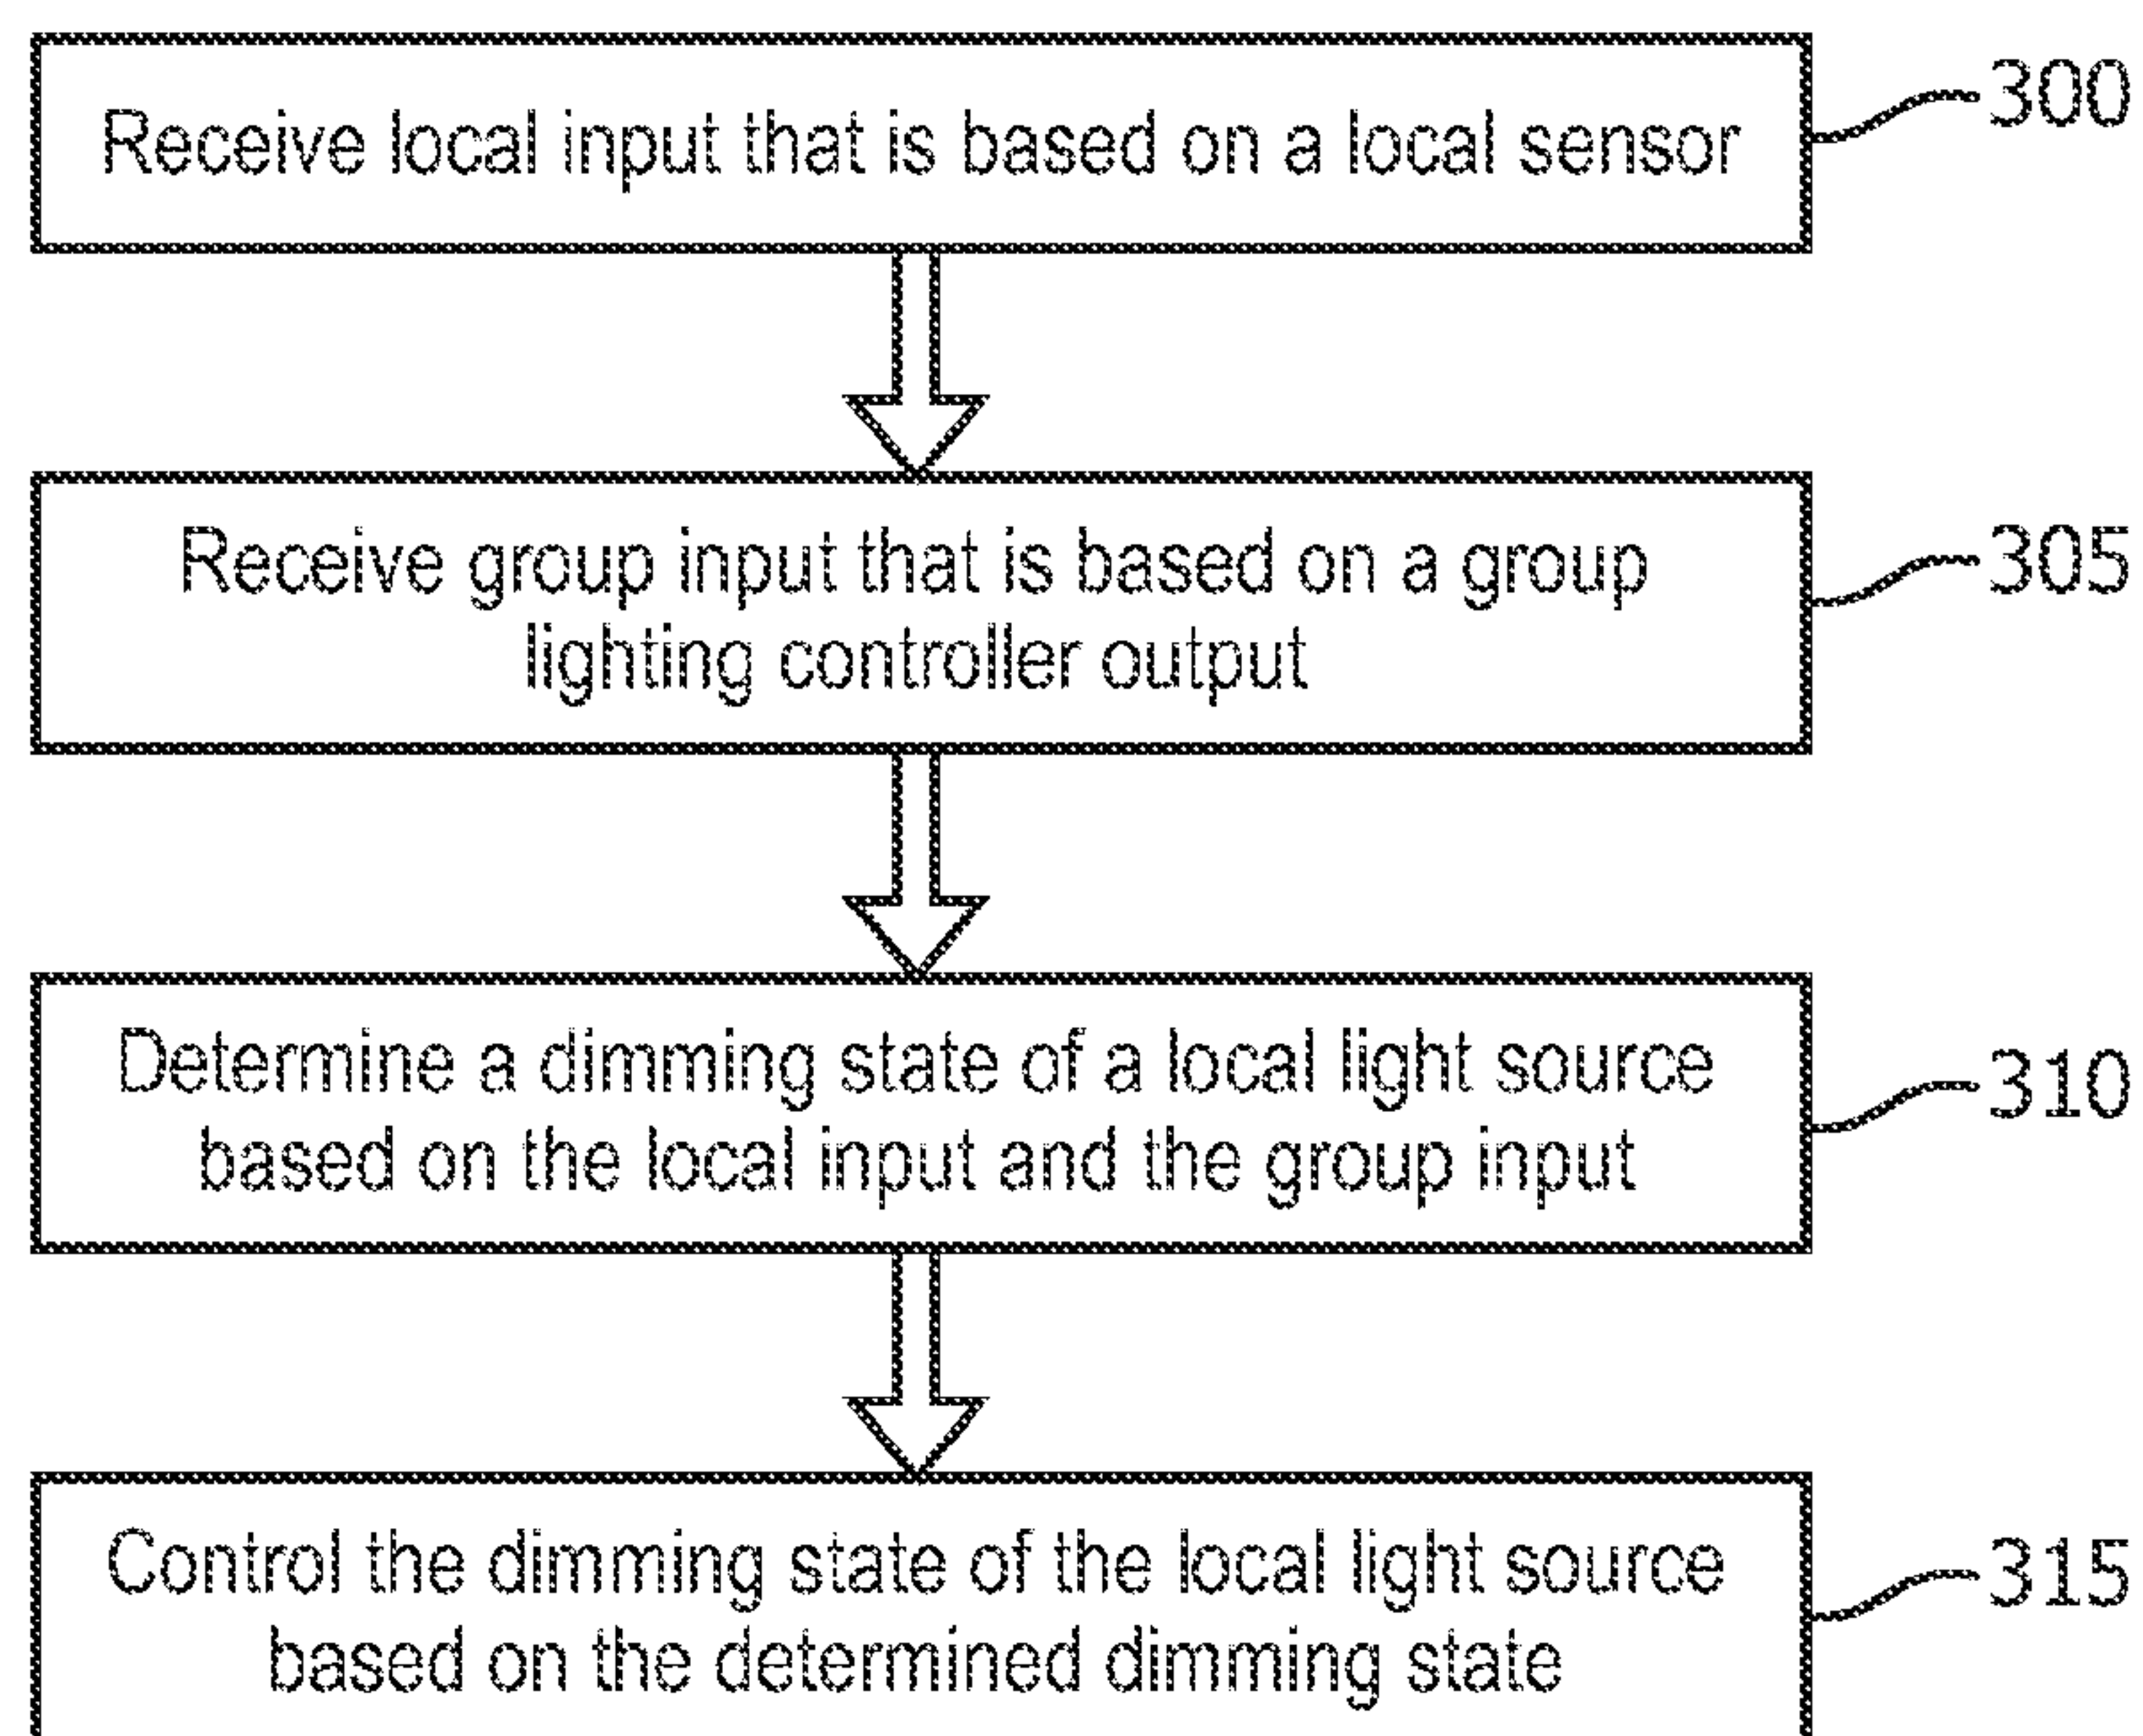 Receive local input that is based on a local sensor
300
Receive group input that is based on a group
lighting controller output
305
Determine a dimming state of a local light source
based on the local input and the group input
310
Control the dimming state of the local light source
based on the determined dimming state
315